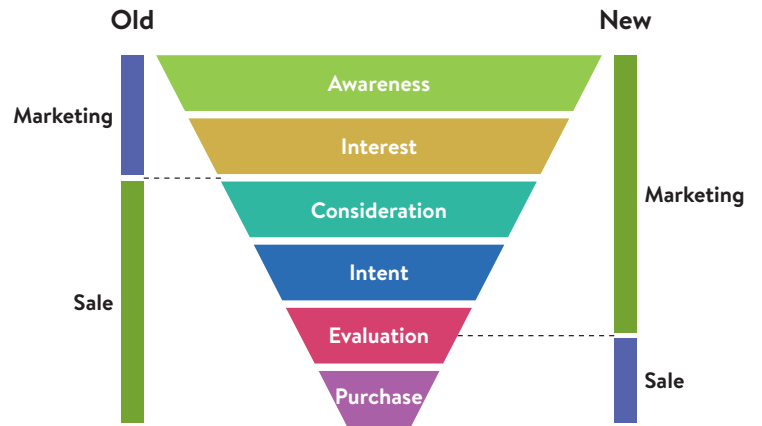 Old
New
Awareness
Marketing
Interest
Marketing
Consideration
Intent
Sale
Evaluation
Sale
Purchase